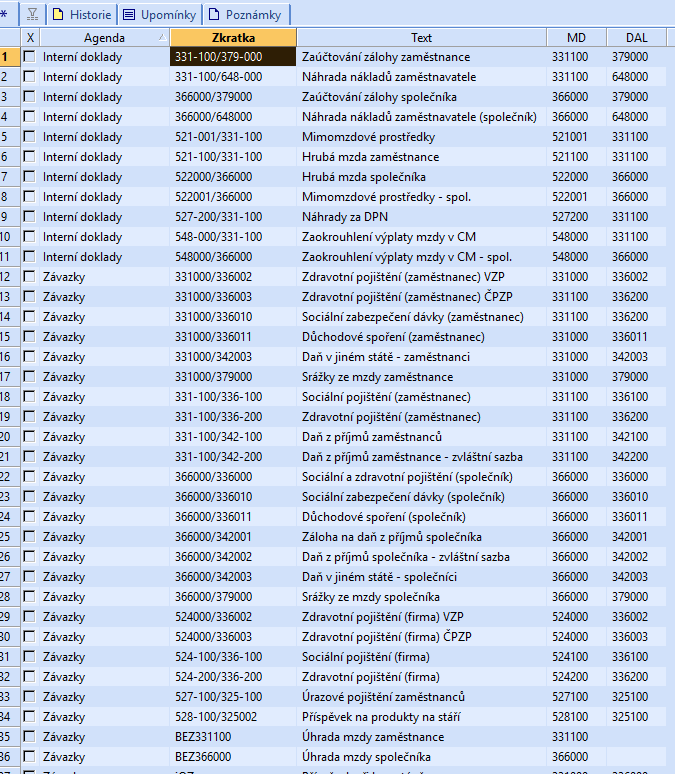 * Historie Upomínky Poznámky
X Agenda Zkratka Text MD DAL
1 Interní doklady 331-100/379-000 Zaúčtování zálohy zaměstnance 331100 379000
2 Interní doklady 331-100/648-000 Náhrada nákladů zaměstnavatele 331100 648000
3 Interní doklady 366000/379000 Zaúčtování zálohy společníka 366000 379000
4 Interní doklady 366000/648000 Náhrada nákladů zaměstnavatele (společník) 366000 648000
5 Interní doklady 521-001/331-100 Mimomzdové prostředky 521001 331100
6 Interní doklady 521-100/331-100 Hrubá mzda zaměstnance 521100 331100
7 Interní doklady 522000/366000 Hrubá mzda společníka 522000 366000
8 Interní doklady 522001/366000 Mimomzdové prostředky - spol. 522001 366000
9 Interní doklady 527-200/331-100 Náhrady za DPN 527200 331100
10 Interní doklady 548-000/331-100 Zaokrouhlení výplaty mzdy v CM 548000 331100
11 Interní doklady 548000/366000 Zaokrouhlení výplaty mzdy v CM - spol. 548000 366000
12 Závazky 331000/336002 Zdravotní pojištění (zaměstnanec) VZP 331000 336002
13 Závazky 331000/336003 Zdravotní pojištění (zaměstnanec) ČPZP 331100 336200
14 Závazky 331000/336010 Sociální zabezpečení dávky (zaměstnanec) 331100 336200
15 Závazky 331000/336011 Důchodové spoření (zaměstnanec) 331000 336011
16 Závazky 331000/342003 Daň v jiném státě - zaměstnanci 331000 342003
17 Závazky 331000/379000 Srážky ze mzdy zaměstnance 331000 379000
18 Závazky 331-100/336-100 Sociální pojištění (zaměstnanec) 331100 336100
19 Závazky 331-100/336-200 Zdravotní pojištění (zaměstnanec) 331100 336200
20 Závazky 331-100/342-100 Daň z příjmů zaměstnanců 331100 342100
21 Závazky 331-100/342-200 Daň z příjmů zaměstnance - zvláštní sazba 331100 342200
22 Závazky 366000/336000 Sociální a zdravotní pojištění (společník) 366000 336000
23 Závazky 366000/336010 Sociální zabezpečení dávky (společník) 366000 336010
24 Závazky 366000/336011 Důchodové spoření (společník) 366000 336011
25 Závazky 366000/342001 Záloha na daň z příjmů společníka 366000 342001
26 Závazky 366000/342002 Daň z příjmů společníka - zvláštní sazba 366000 342002
27 Závazky 366000/342003 Daň v jiném státě - společníci 366000 342003
28 Závazky 366000/379000 Srážky ze mzdy společníka 366000 379000
29 Závazky 524000/336002 Zdravotní pojištění (firma) VZP 524000 336002
30 Závazky 524000/336003 Zdravotní pojištění (firma) ČPZP 524000 336003
31 Závazky 524-100/336-100 Sociální pojištění (firma) 524100 336100
32 Závazky 524-200/336-200 Zdravotní pojištění (firma) 524200 336200
33 Závazky 527-100/325-100 Úrazové pojištění zaměstnanců 527100 325100
34 Závazky 528-100/325002 Příspěvek na produkty na stáří 528100 325100
35 Závazky BEZ331100 Úhrada mzdy zaměstnance 331100
36 Závazky BEZ366000 Úhrada mzdy společníka 366000